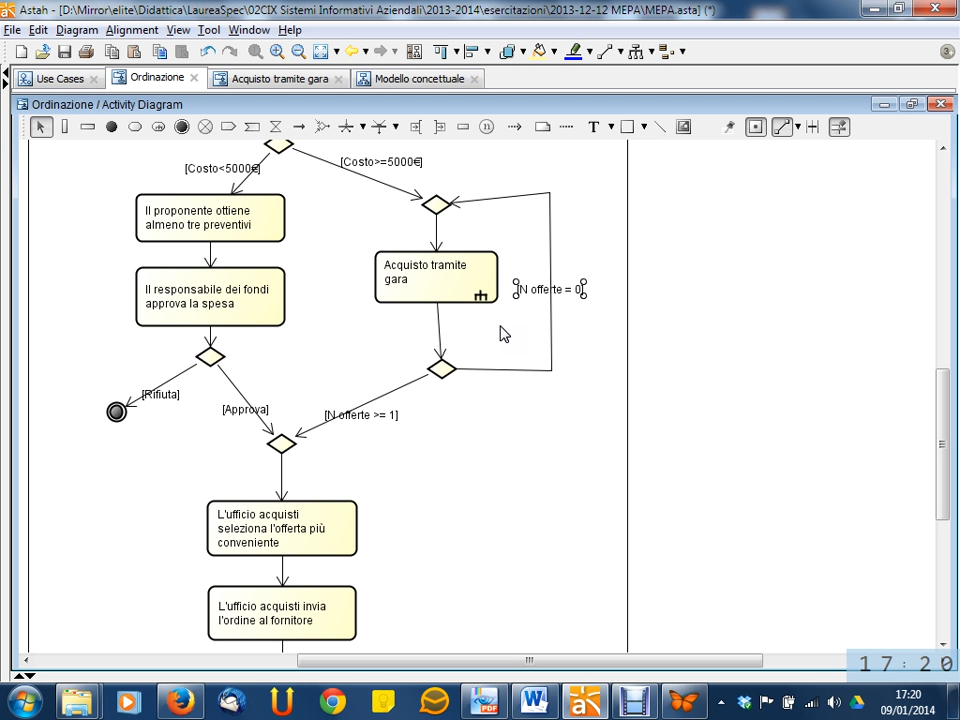 Astah - [D:\Mirror\elite\Didattica\LaureaSpec\02CIX Sistemi Informativi Aziendali\2013-2014\esercitazioni\2013-12-12 MEPA\MEPA.asta] (*)
File Edit Diagram Alignment View Tool Window Help
3
Use Cases
Ordinazione
Acquisto tramite gara
Modello concettuale
Ordinazione / Activity Diagram
T
[Costo<5000€]
[Costo>=5000€]
Il proponente ottiene
almeno tre preventivi
Acquisto tramite
gara
Il responsabile dei fondi
approva la spesa
[N offerte = 0]
[Rifiuta]
[Approva]
[N offerte >= 1]
L'ufficio acquisti
seleziona l'offerta più
conveniente
L'ufficio acquisti invia
l'ordine al fornitore
17:20
17:20
09/01/2014